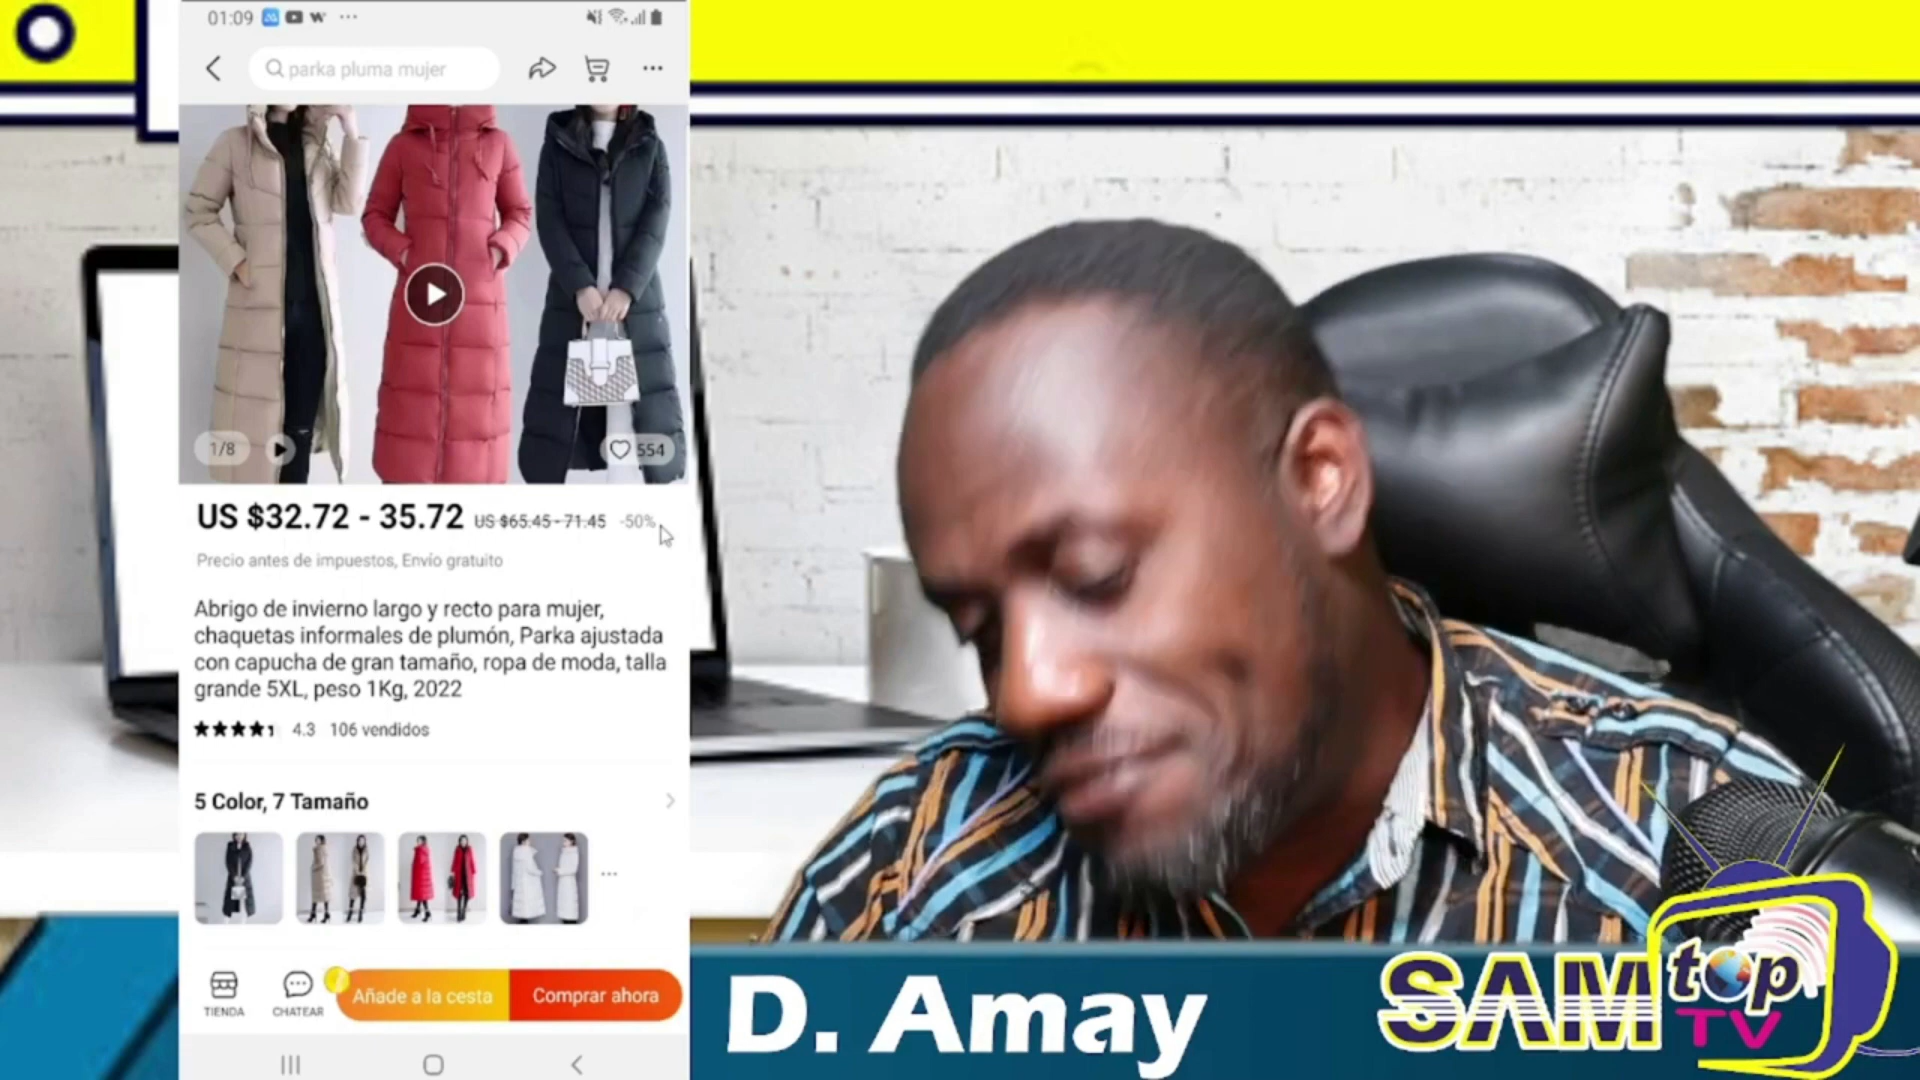 01:09
parka pluma mujer
1/8
554
US $32.72 - 35.72 US $65.45 - 71.45 -50%
Precio antes de impuestos, Envío gratuito
Abrigo de invierno largo y recto para mujer,
chaquetas informales de plumón, Parka ajustada
con capucha de gran tamaño, ropa de moda, talla
grande 5XL, peso 1Kg, 2022
4.3 106 vendidos
5 Color, 7 Tamaño
TIENDA
CHATEAR
Añade a la cesta
Comprar ahora
D. Amay
SAM top
TV